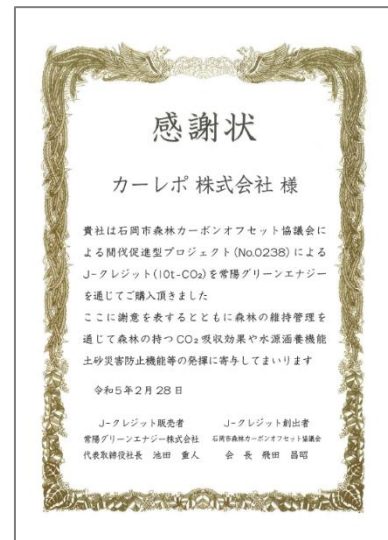 感謝状
カーレポ 株式会社 様
貴社は石岡市森林カーボンオフセット協議会に
よる間伐促進型プロジェクト(No.0238)による
J-クレジット(10t-CO₂)を常陽グリーンエナジー
を通じてご購入頂きました
ここに謝意を表するとともに森林の維持管理を
通じて森林の持つCO₂吸収効果や水源涵養機能
土砂災害防止機能等の発揮に寄与してまいります
令和5年2月28日
J-クレジット販売者 J-クレジット創出者
常陽グリーンエナジー株式会社 石岡市森林カーボンオフセット協議会
代表取締役社長 池田 重人 会 長 飛田 昌昭